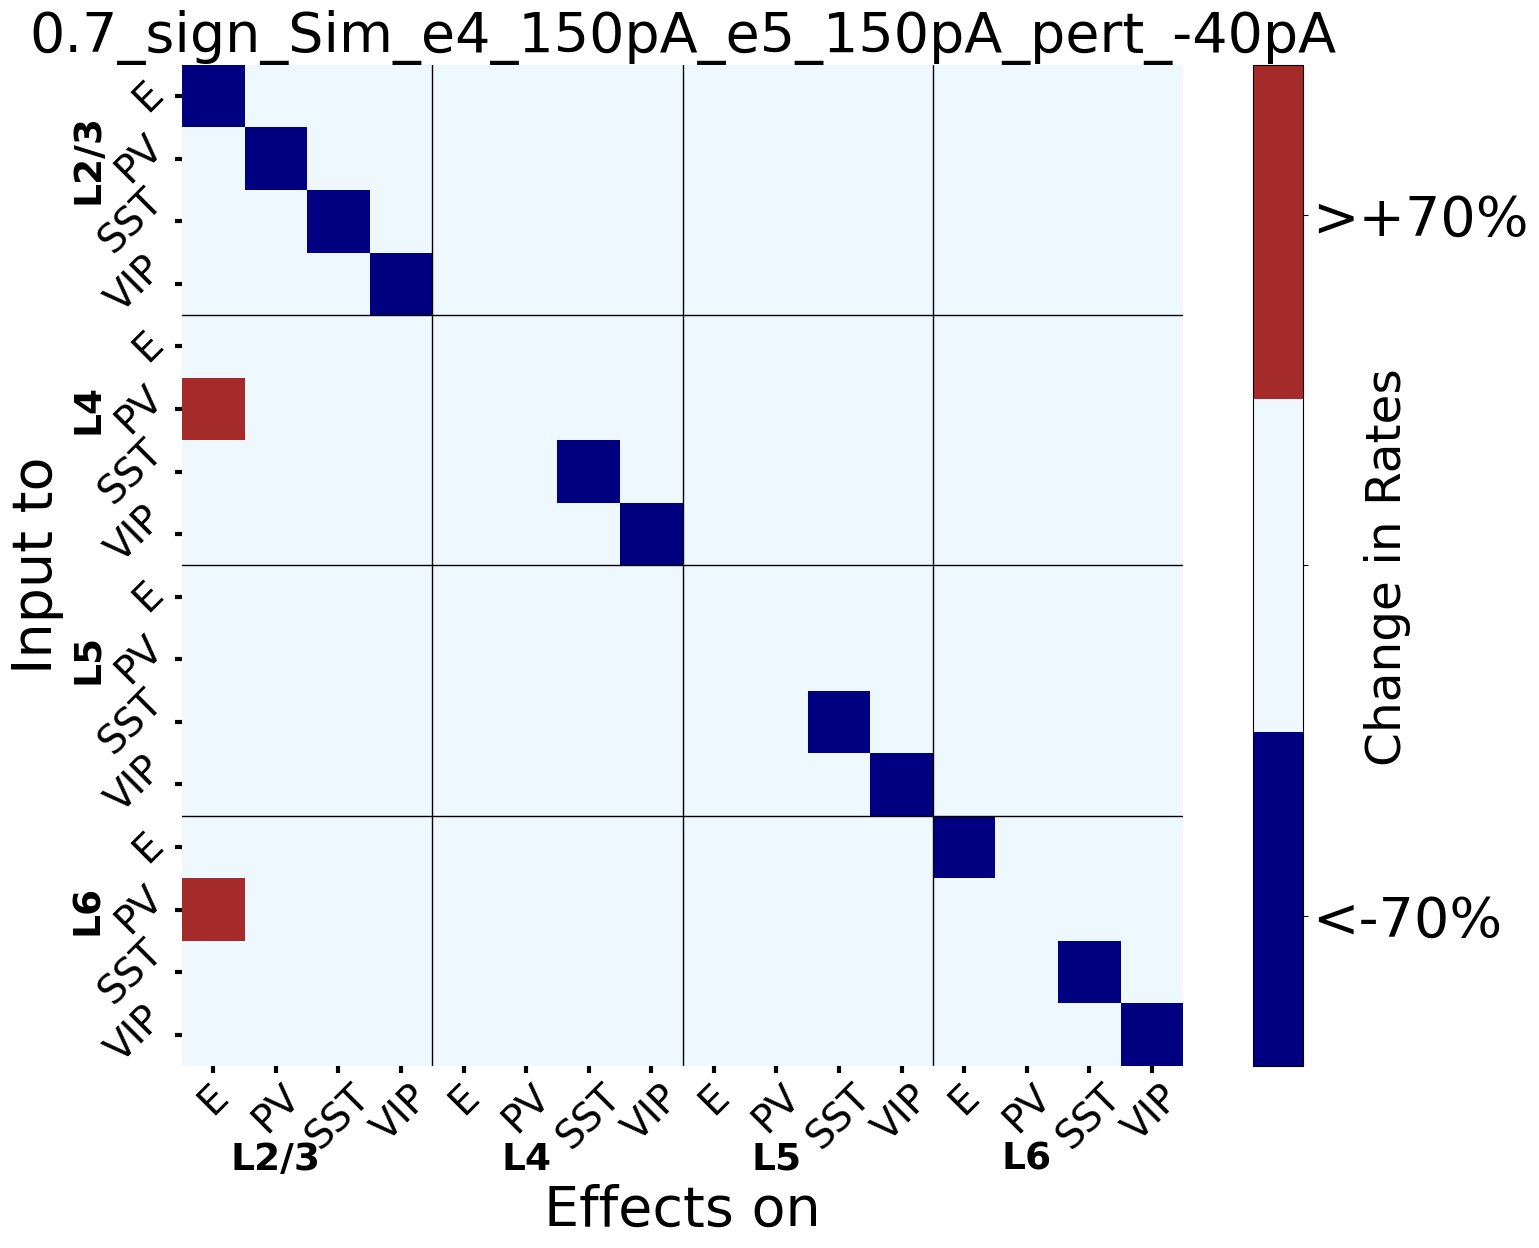 0.7_sign_Sim_e4_150pA_e5_150pA_pert_-40pA
Input to
L2/3
E
PV
SST
VIP
L4
E
PV
SST
VIP
L5
E
PV
SST
VIP
L6
E
PV
SST
VIP
E PV SST VIP E PV SST VIP E PV SST VIP E PV SST VIP
L2/3 L4 L5 L6
Effects on
>+70%
<-70%
Change in Rates